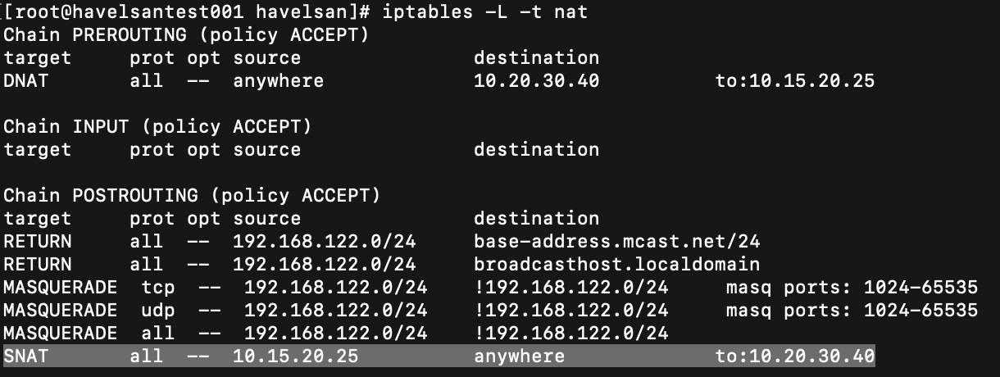 [root@havelsantest001 havelsan]# iptables -L -t nat
Chain PREROUTING (policy ACCEPT)
target     prot opt source               destination
DNAT       all  --  anywhere             10.20.30.40          to:10.15.20.25
Chain INPUT (policy ACCEPT)
target     prot opt source               destination
Chain POSTROUTING (policy ACCEPT)
target     prot opt source               destination
RETURN     all  --  192.168.122.0/24     base-address.mcast.net/24
RETURN     all  --  192.168.122.0/24     broadcasthost.localdomain
MASQUERADE  tcp  --  192.168.122.0/24    !192.168.122.0/24     masq ports: 1024-65535
MASQUERADE  udp  --  192.168.122.0/24    !192.168.122.0/24     masq ports: 1024-65535
MASQUERADE  all  --  192.168.122.0/24    !192.168.122.0/24
SNAT       all  --  10.15.20.25          anywhere             to:10.20.30.40